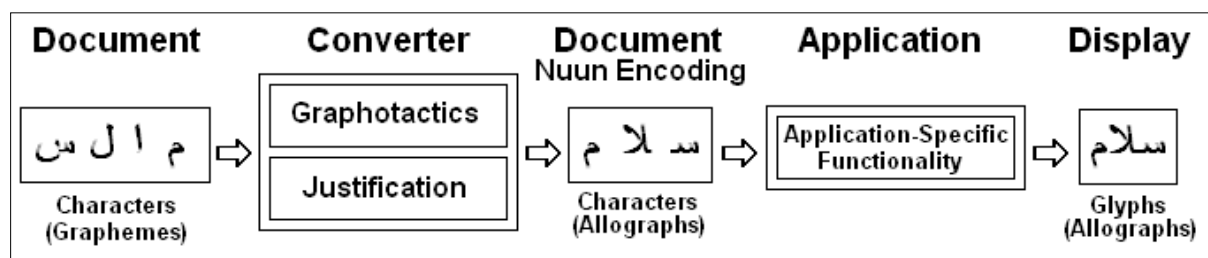 Document
Converter
Document
Nuun Encoding
Application
Display
م ا ل س
Characters
(Graphemes)
Graphotactics
Justification
سـ لا م
Characters
(Allographs)
Application-Specific
Functionality
سلام
Glyphs
(Allographs)